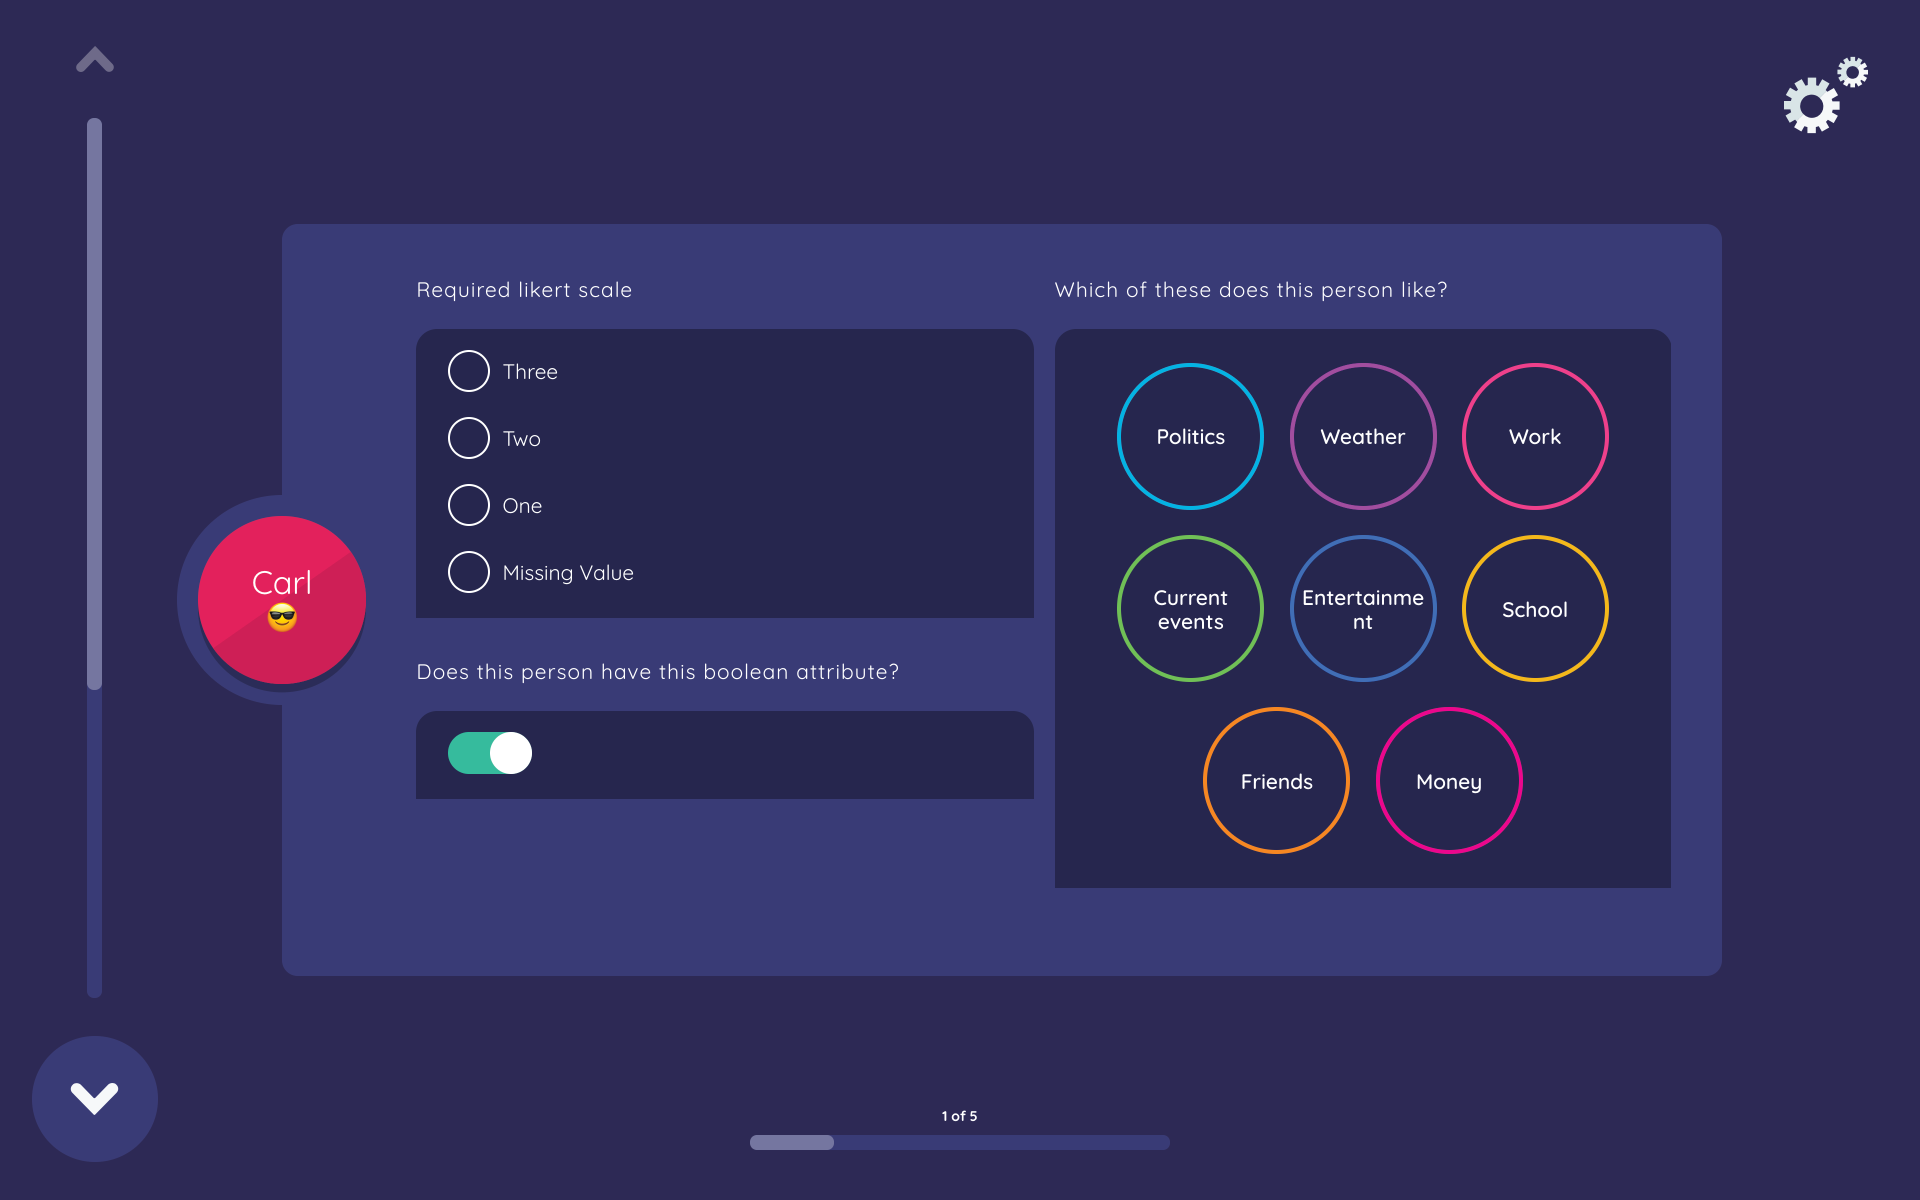 Required likert scale
Three
Two
One
Missing Value
Does this person have this boolean attribute?
Carl
😎
Which of these does this person like?
Politics
Weather
Work
Current
events
Entertainme
nt
School
Friends
Money
1 of 5